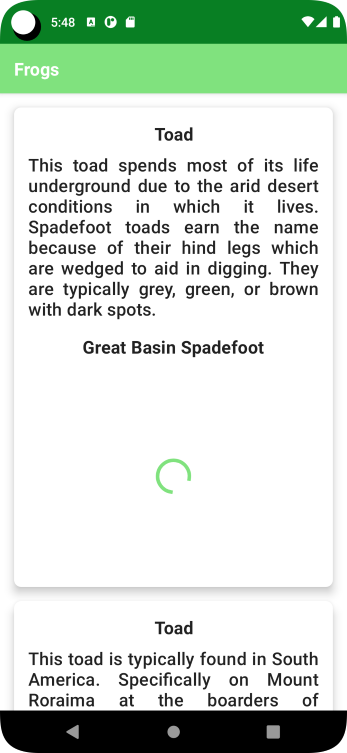 5:48
Frogs
Toad
This toad spends most of its life
underground due to the arid desert
conditions in which it lives.
Spadefoot toads earn the name
because of their hind legs which
are wedged to aid in digging. They
are typically grey, green, or brown
with dark spots.
Great Basin Spadefoot
Toad
This toad is typically found in South
America. Specifically on Mount
Roraima at the boarders of